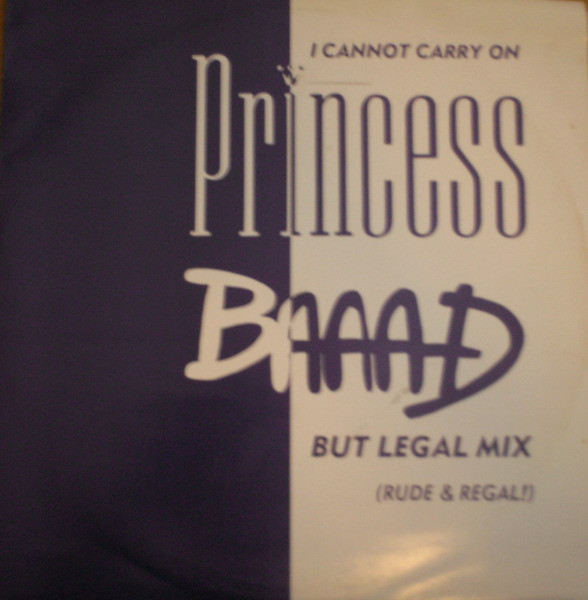 I CANNOT CARRY ON
Princess
BAAAD
BUT LEGAL MIX
(RUDE & REGAL!)